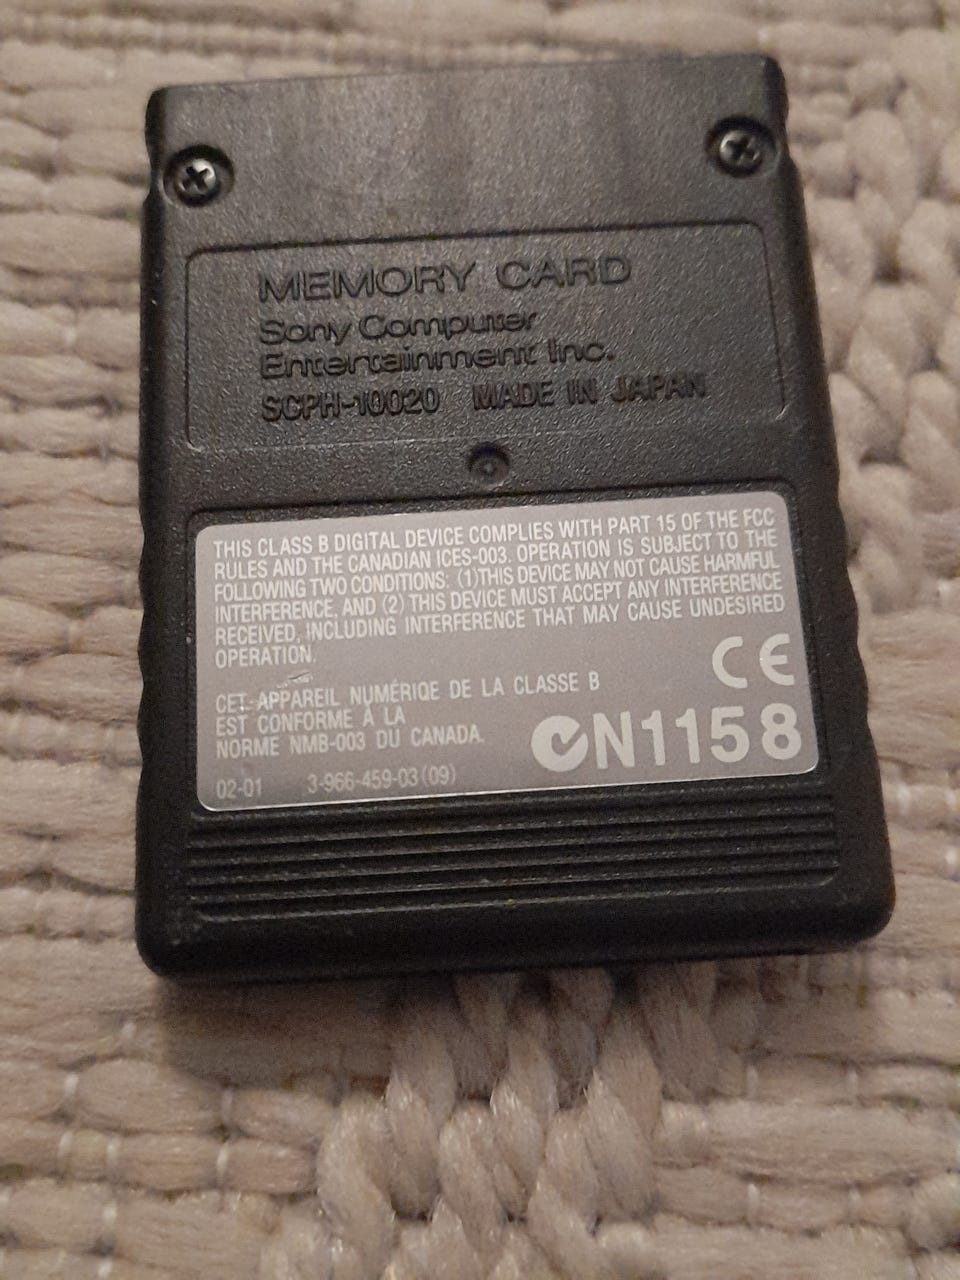 MEMORY CARD
Sony Computer
Entertainment Inc.
SCPH-10020 MADE IN JAPAN
THIS CLASS B DIGITAL DEVICE COMPLIES WITH PART 15 OF THE FCC
RULES AND THE CANADIAN ICES-003. OPERATION IS SUBJECT TO THE
FOLLOWING TWO CONDITIONS: (1)THIS DEVICE MAY NOT CAUSE HARMFUL
INTERFERENCE, AND (2) THIS DEVICE MUST ACCEPT ANY INTERFERENCE
RECEIVED, INCLUDING INTERFERENCE THAT MAY CAUSE UNDESIRED
OPERATION.
CE
CET APPAREIL NUMÉRIQE DE LA CLASSE B
EST CONFORME À LA
NORME NMB-003 DU CANADA.
N1158
02-01 3-966-459-03(09)